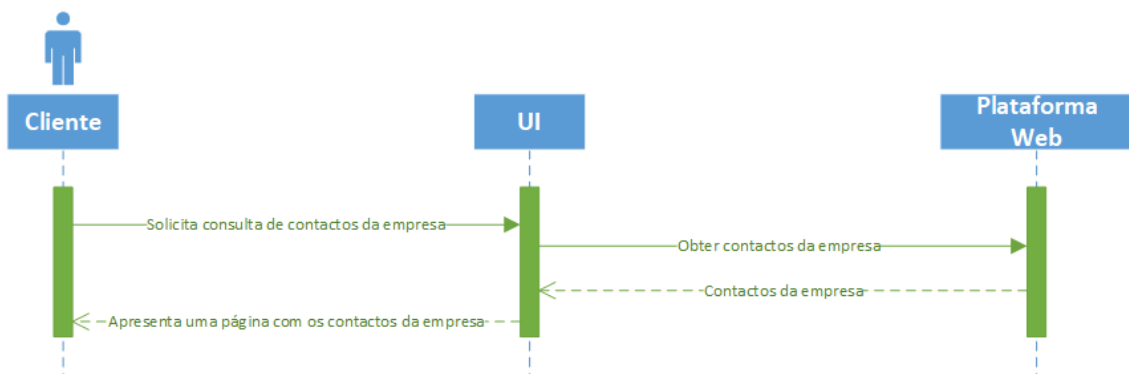 Cliente
UI
Plataforma
Web
Solicita consulta de contactos da empresa
Obter contactos da empresa
Contactos da empresa
Apresenta uma página com os contactos da empresa